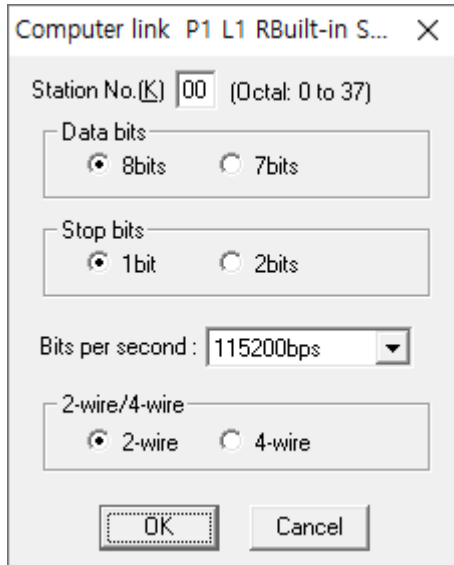 Computer link P1 L1 RBuilt-in S...
Station No.(K) 00 (Octal: 0 to 37)
Data bits
8bits 7bits
Stop bits
1bit 2bits
Bits per second : 115200bps
2-wire/4-wire
2-wire 4-wire
OK Cancel